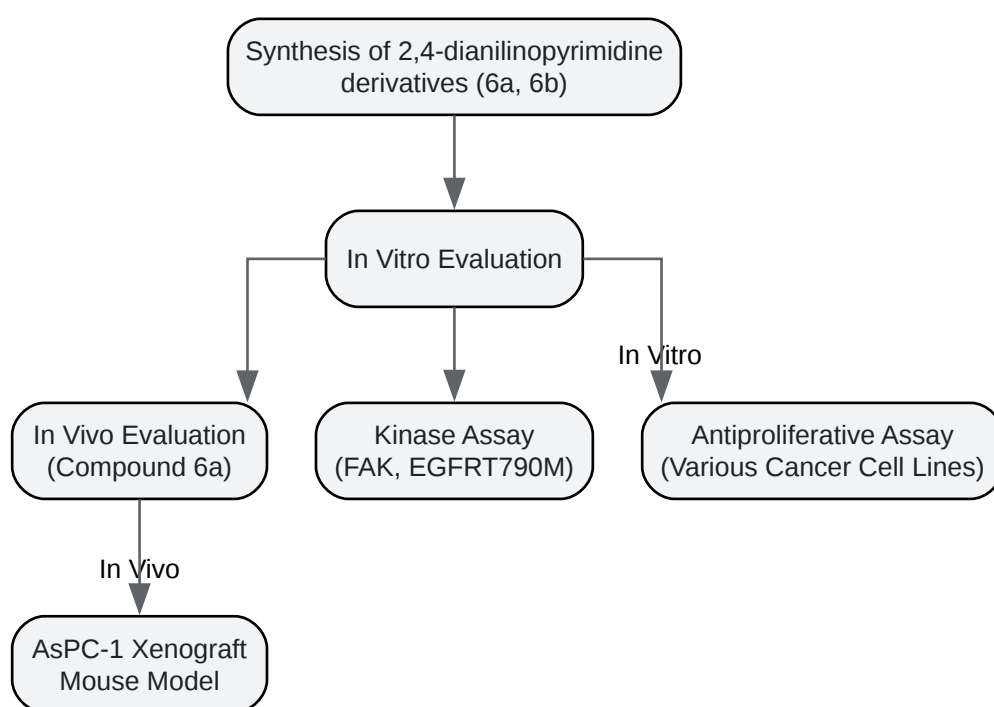 Synthesis of 2,4-dianilinopyrimidine
derivatives (6a, 6b)
In Vitro Evaluation
In Vitro
In Vivo Evaluation
(Compound 6a)
Kinase Assay
(FAK, EGFRT790M)
Antiproliferative Assay
(Various Cancer Cell Lines)
In Vivo
AsPC-1 Xenograft
Mouse Model